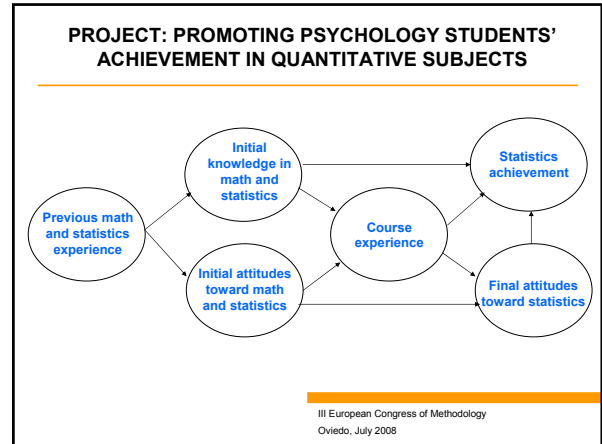 PROJECT: PROMOTING PSYCHOLOGY STUDENTS’
ACHIEVEMENT IN QUANTITATIVE SUBJECTS
Initial
knowledge in
math and
statistics
Statistics
achievement
Previous math
and statistics
experience
Course
experience
Initial attitudes
toward math
and statistics
Final attitudes
toward statistics
III European Congress of Methodology
Oviedo, July 2008